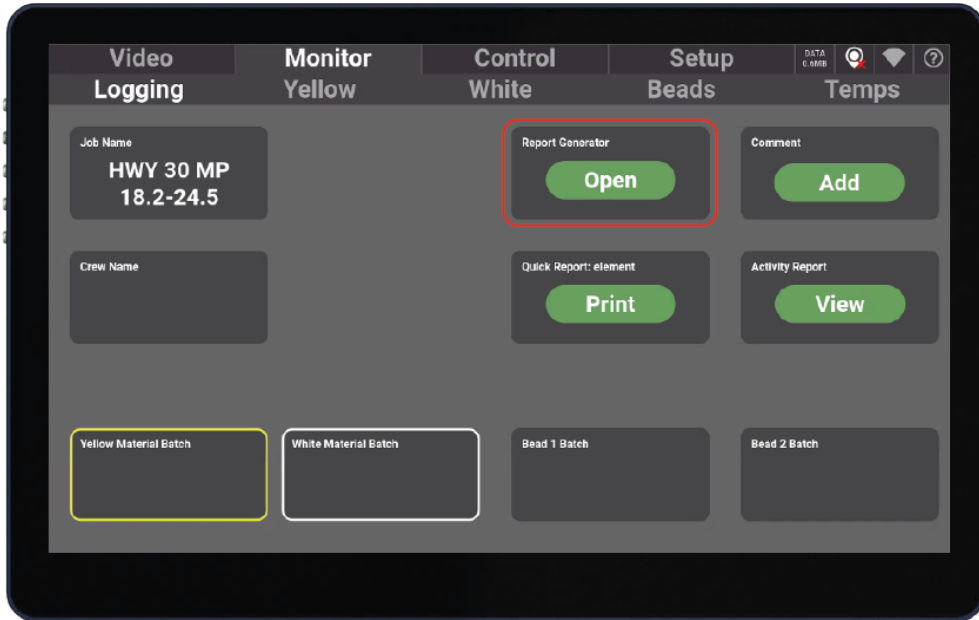 Video Monitor Control Setup DATA 0.6MB ?
Logging Yellow White Beads Temps
Job Name
HWY 30 MP
18.2-24.5
Report Generator
Open
Comment
Add
Crew Name
Quick Report: element
Print
Activity Report
View
Yellow Material Batch
White Material Batch
Bead 1 Batch
Bead 2 Batch